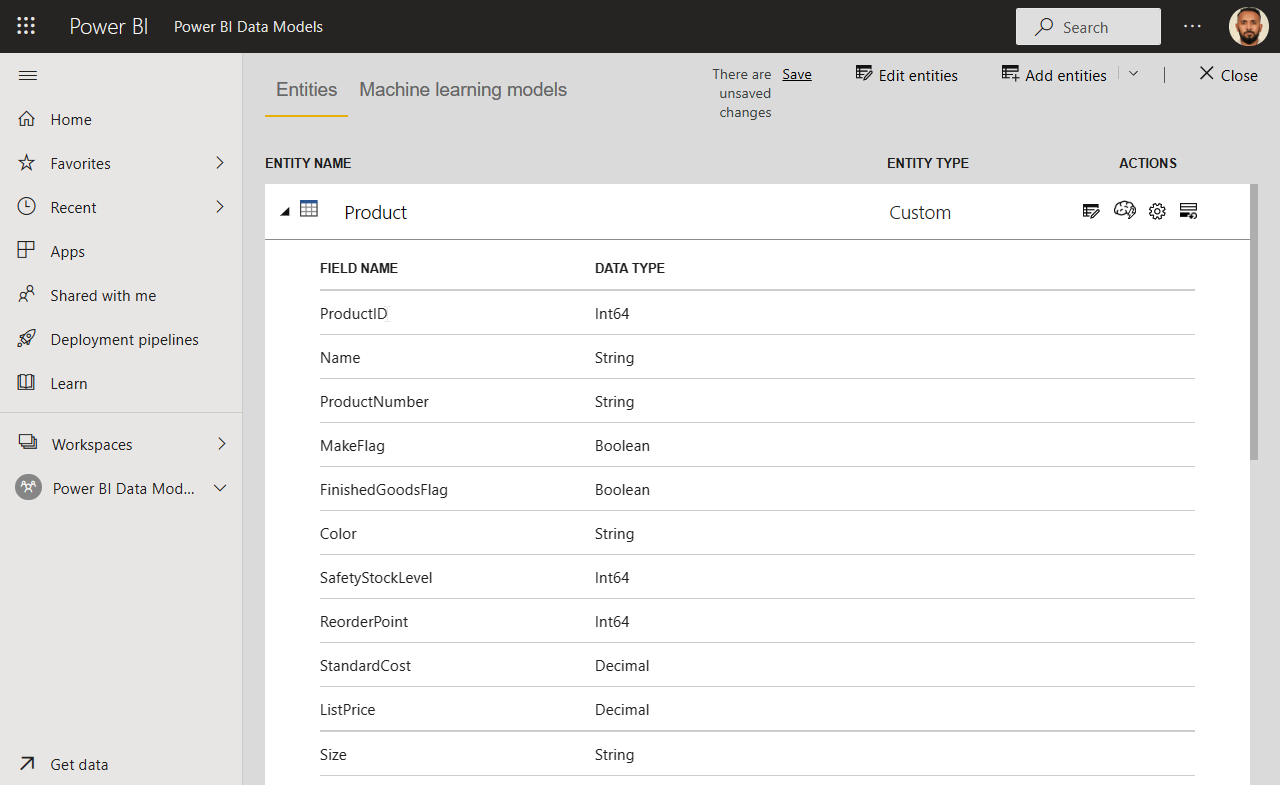 Power BI Power BI Data Models Search ...
Entities Machine learning models There are unsaved changes Save Edit entities Add entities | Close
Home
Favorites
Recent
Apps
Shared with me
Deployment pipelines
Learn
Workspaces
Power BI Data Mod...
Get data
ENTITY NAME ENTITY TYPE ACTIONS
Product Custom
FIELD NAME DATA TYPE
ProductID Int64
Name String
ProductNumber String
MakeFlag Boolean
FinishedGoodsFlag Boolean
Color String
SafetyStockLevel Int64
ReorderPoint Int64
StandardCost Decimal
ListPrice Decimal
Size String